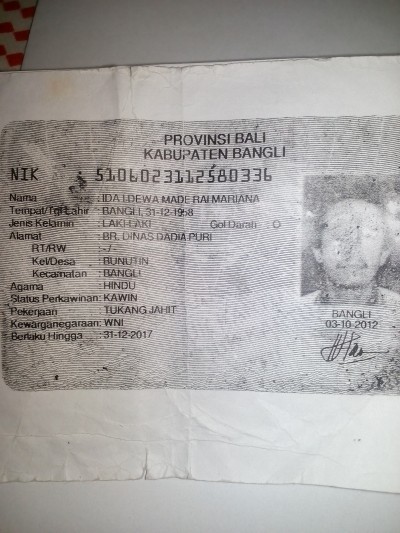 PROVINSI BALI
KABUPATEN BANGLI
NIK 5106023112580336
Nama : IDA I DEWA MADE RAI MARIANA
Tempat/Tgl Lahir : BANGLI, 31-12-1958
Jenis Kelamin : LAKI-LAKI Gol Darah : O
Alamat : BR. DINAS DADIA PURI
RT/RW : - / -
Kel/Desa : BUNUTIN
Kecamatan : BANGLI
Agama : HINDU
Status Perkawinan: KAWIN
Pekerjaan : TUKANG JAHIT
Kewarganegaraan: WNI
Berlaku Hingga : 31-12-2017
BANGLI
03-10-2012